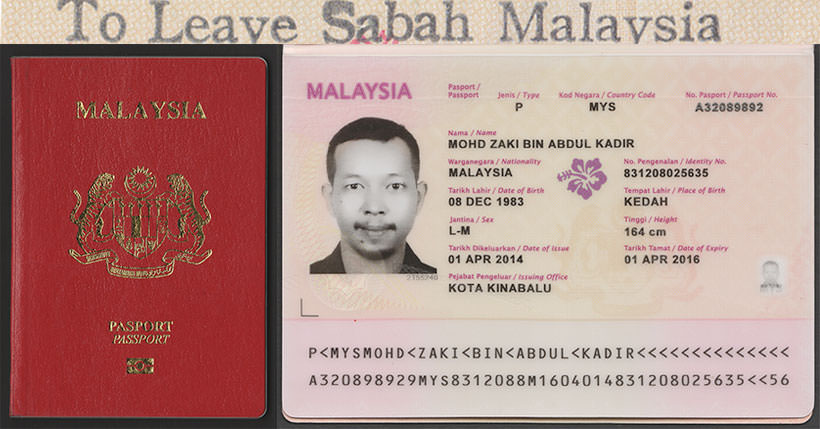 To Leave Sabah Malaysia
MALAYSIA
PASPORT
PASSPORT
MALAYSIA
Pasport / Passport
Jenis / Type
P
Kod Negara / Country Code
MYS
No. Pasport / Passport No.
A32089892
Nama / Name
MOHD ZAKI BIN ABDUL KADIR
Warganegara / Nationality
MALAYSIA
No. Pengenalan / Identity No.
831208025635
Tarikh Lahir / Date of Birth
08 DEC 1983
Tempat Lahir / Place of Birth
KEDAH
Jantina / Sex
L-M
Tinggi / Height
164 cm
Tarikh Dikeluarkan / Date of Issue
01 APR 2014
Tarikh Tamat / Date of Expiry
01 APR 2016
Pejabat Pengeluar / Issuing Office
KOTA KINABALU
P<MYSMOHD<ZAKI<BIN<ABDUL<KADIR<<<<<<<<<<<<<<
A320898929MYS8312088M1604014831208025635<<56